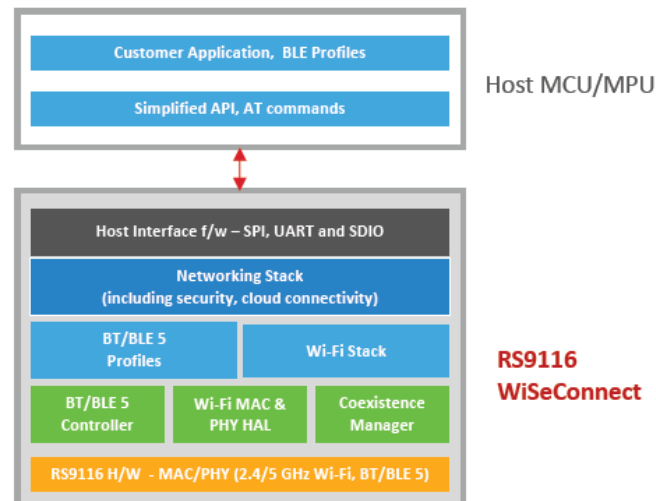 Customer Application, BLE Profiles
Simplified API, AT commands
Host MCU/MPU
Host Interface f/w – SPI, UART and SDIO
Networking Stack
(including security, cloud connectivity)
BT/BLE 5
Profiles
Wi-Fi Stack
RS9116
WiSeConnect
BT/BLE 5
Controller
Wi-Fi MAC &
PHY HAL
Coexistence
Manager
RS9116 H/W - MAC/PHY (2.4/5 GHz Wi-Fi, BT/BLE 5)